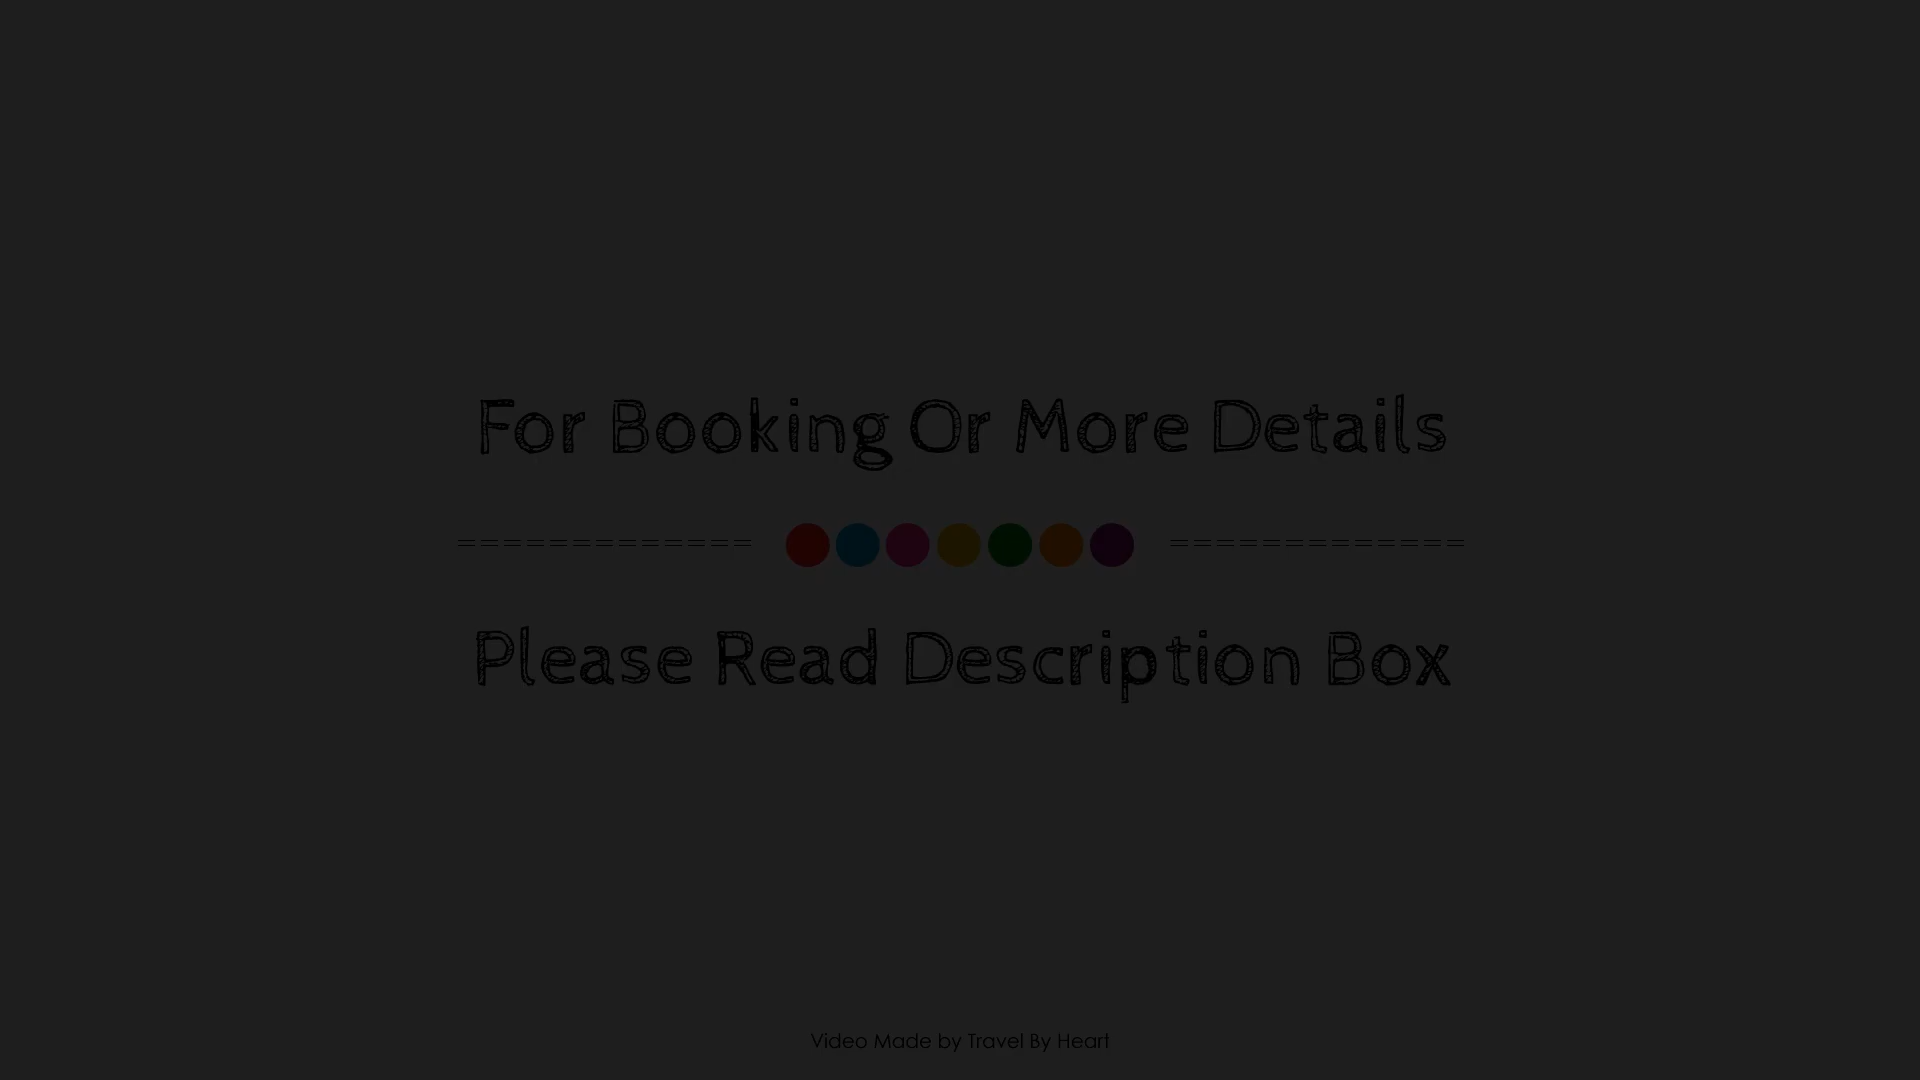 For Booking Or More Details
============= =============
Please Read Description Box
Video Made by Travel By Heart